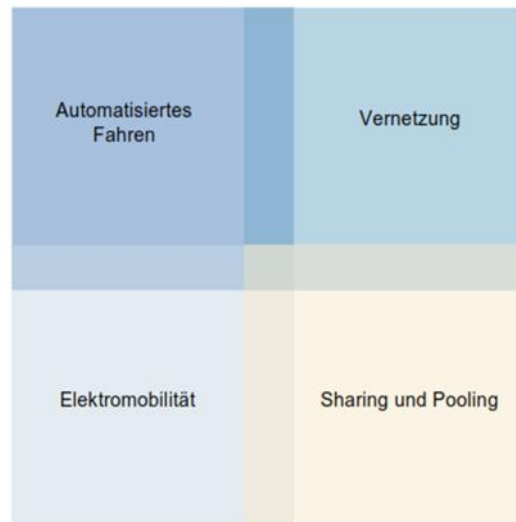 Automatisiertes
Fahren
Vernetzung
Elektromobilität
Sharing und Pooling